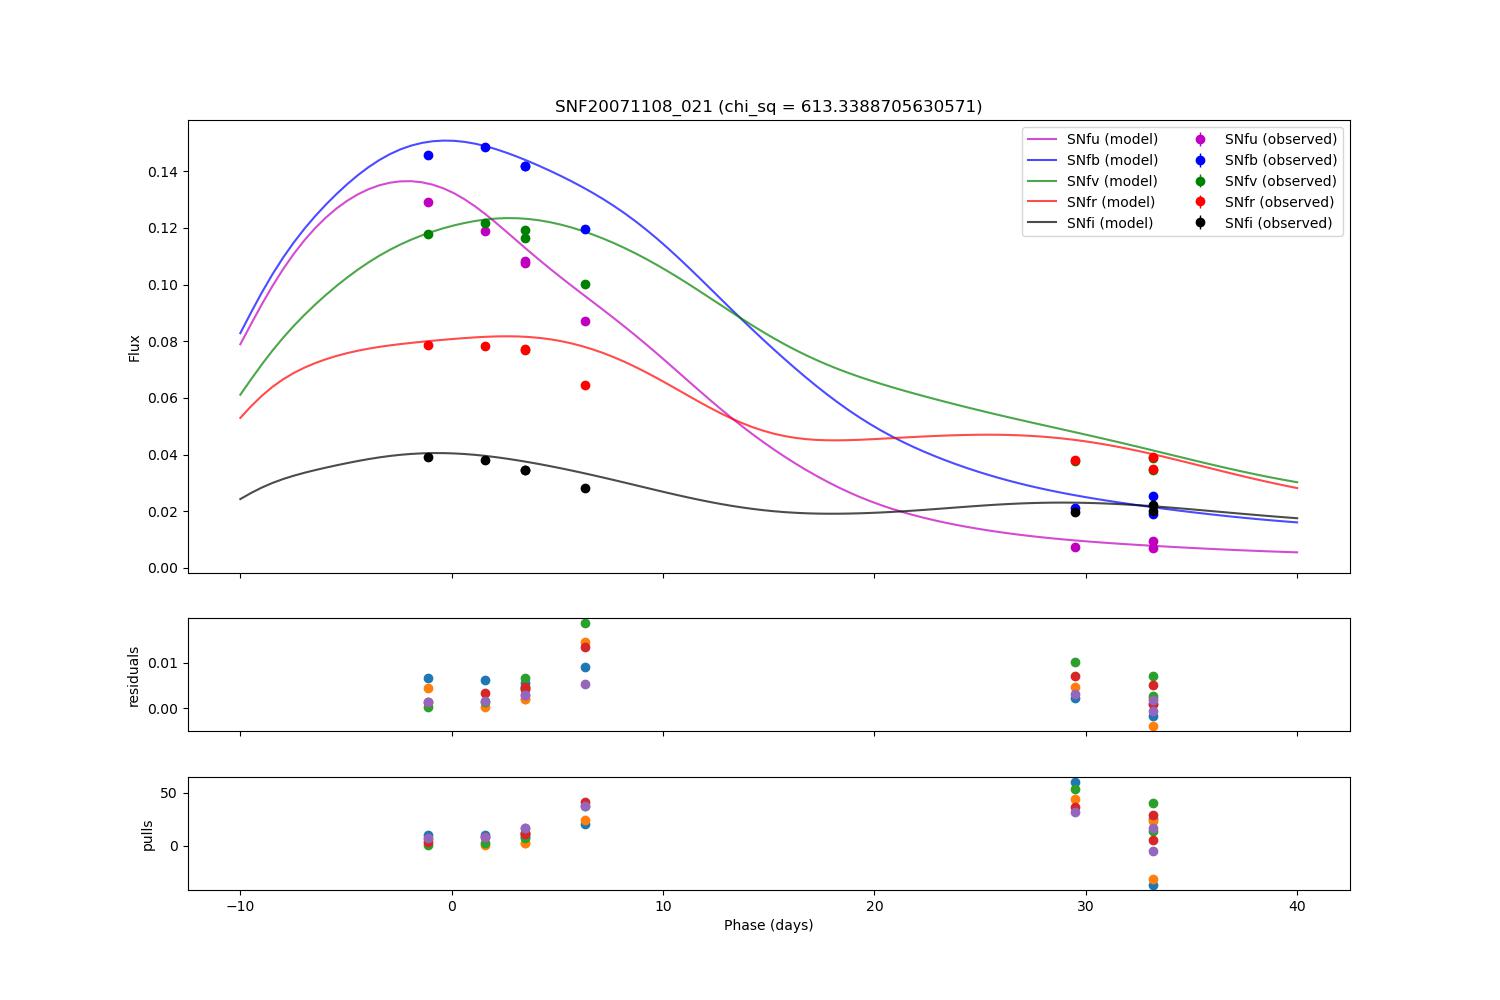 SNF20071108_021 (chi_sq = 613.3388705630571)
SNfu (model) SNfu (observed)
SNfb (model) SNfb (observed)
SNfv (model) SNfv (observed)
SNfr (model) SNfr (observed)
SNfi (model) SNfi (observed)
Flux
0.14
0.12
0.10
0.08
0.06
0.04
0.02
0.00
residuals
0.01
0.00
pulls
50
0
−10 0 10 20 30 40
Phase (days)